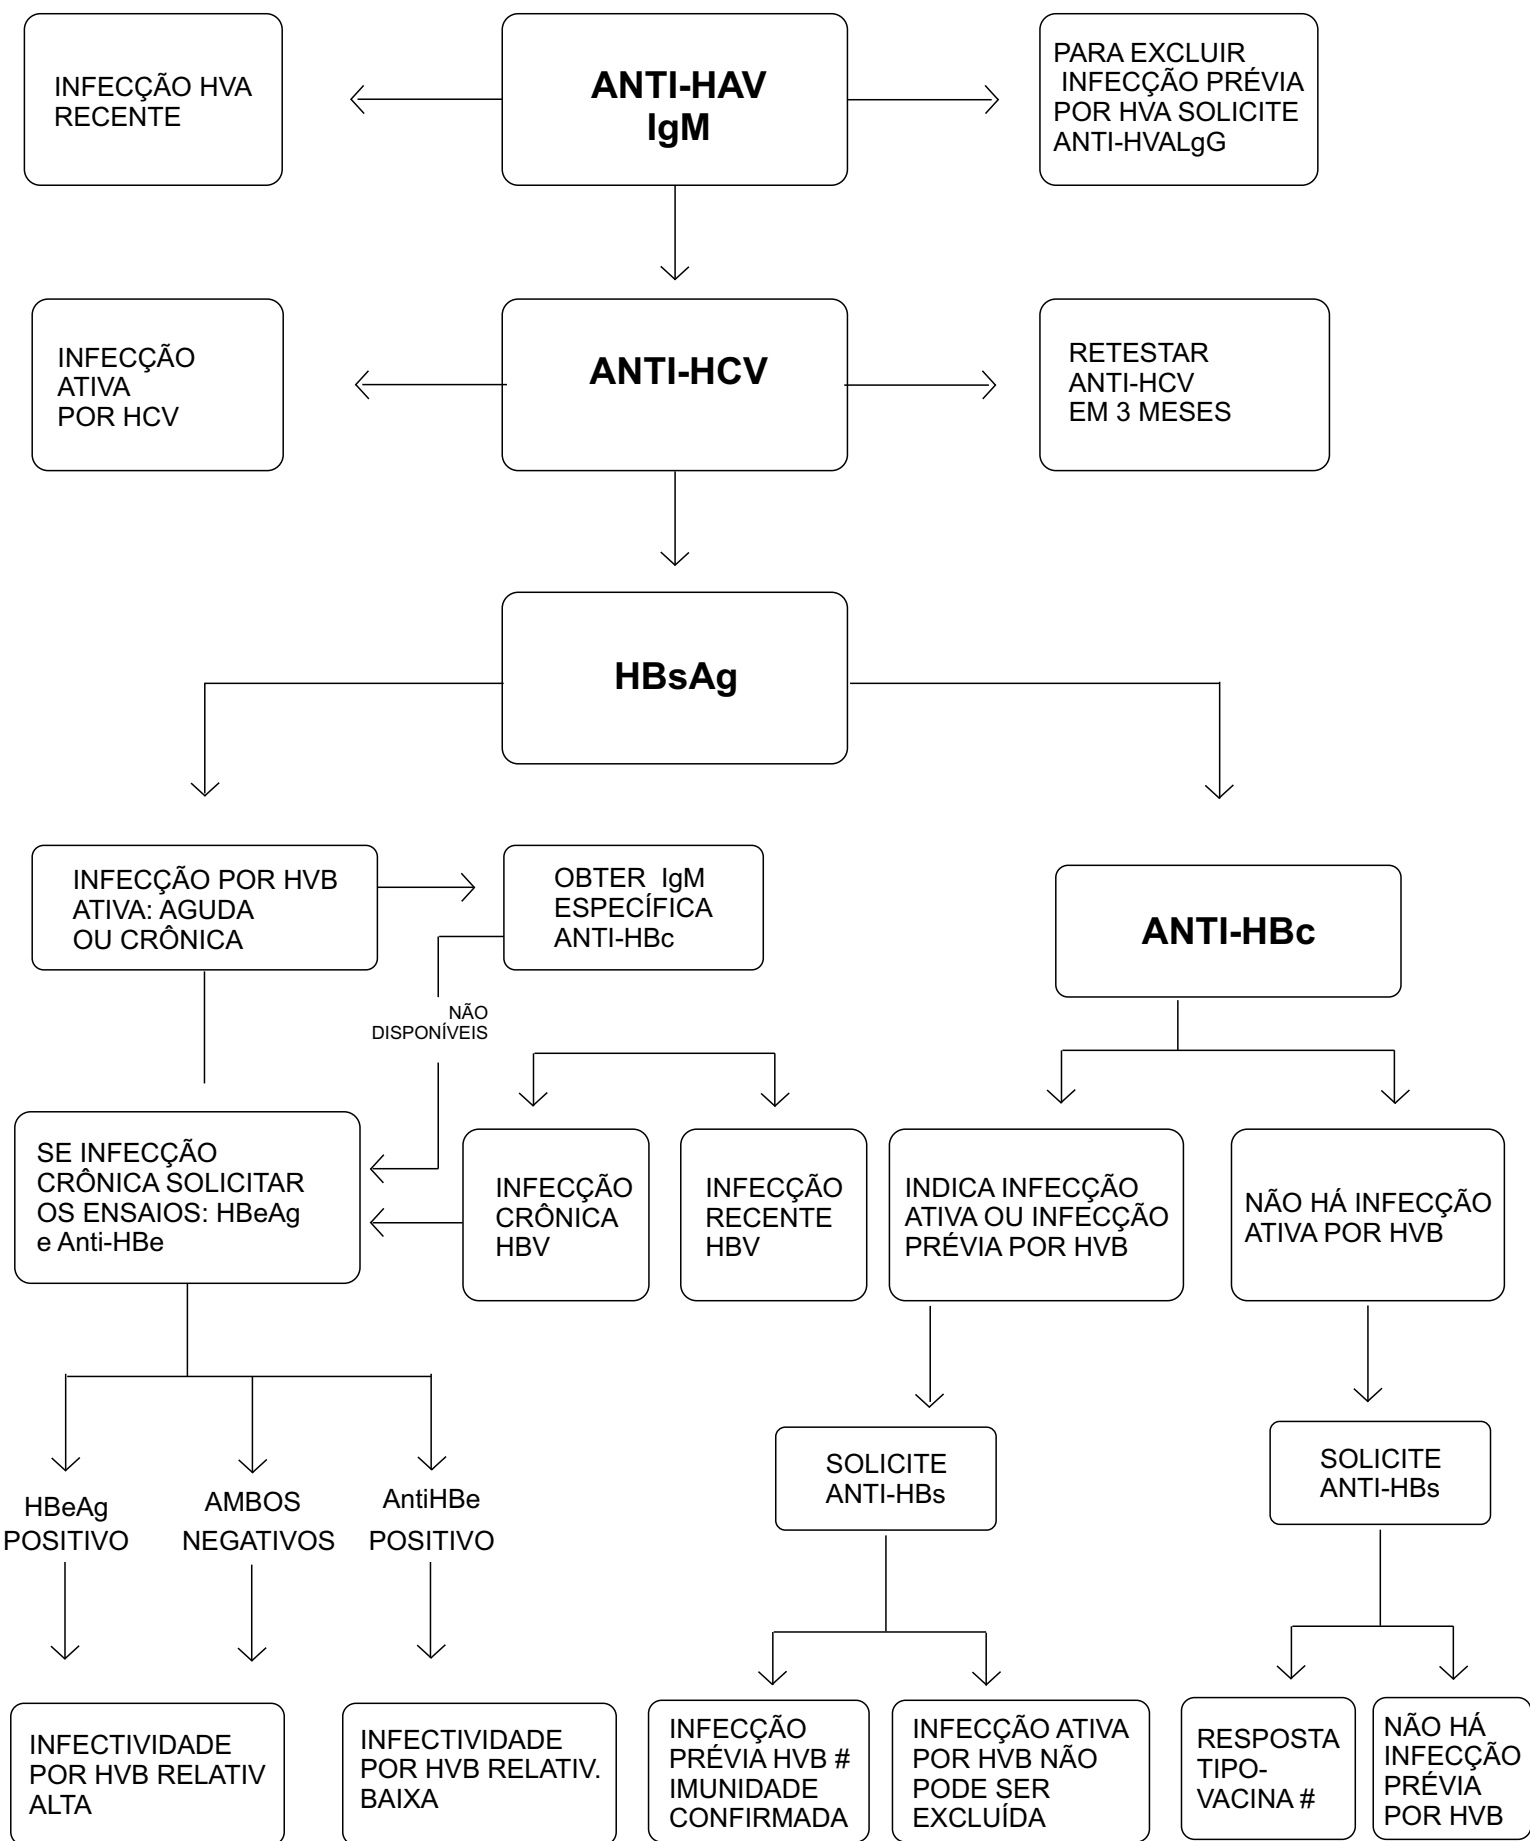 INFECÇÃO HVA
RECENTE
ANTI-HAV
IgM
PARA EXCLUIR
INFECÇÃO PRÉVIA
POR HVA SOLICITE
ANTI-HVALgG
INFECÇÃO
ATIVA
POR HCV
ANTI-HCV
RETESTAR
ANTI-HCV
EM 3 MESES
HBsAg
INFECÇÃO POR HVB
ATIVA: AGUDA
OU CRÔNICA
OBTER IgM
ESPECÍFICA
ANTI-HBc
ANTI-HBc
NÃO
DISPONÍVEIS
SE INFECÇÃO
CRÔNICA SOLICITAR
OS ENSAIOS: HBeAg
e Anti-HBe
INFECÇÃO
CRÔNICA
HBV
INFECÇÃO
RECENTE
HBV
INDICA INFECÇÃO
ATIVA OU INFECÇÃO
PRÉVIA POR HVB
NÃO HÁ INFECÇÃO
ATIVA POR HVB
SOLICITE
ANTI-HBs
SOLICITE
ANTI-HBs
HBeAg
POSITIVO
AMBOS
NEGATIVOS
AntiHBe
POSITIVO
INFECTIVIDADE
POR HVB RELATIV
ALTA
INFECTIVIDADE
POR HVB RELATIV.
BAIXA
INFECÇÃO
PRÉVIA HVB #
IMUNIDADE
CONFIRMADA
INFECÇÃO ATIVA
POR HVB NÃO
PODE SER
EXCLUÍDA
RESPOSTA
TIPO-
VACINA #
NÃO HÁ
INFECÇÃO
PRÉVIA
POR HVB